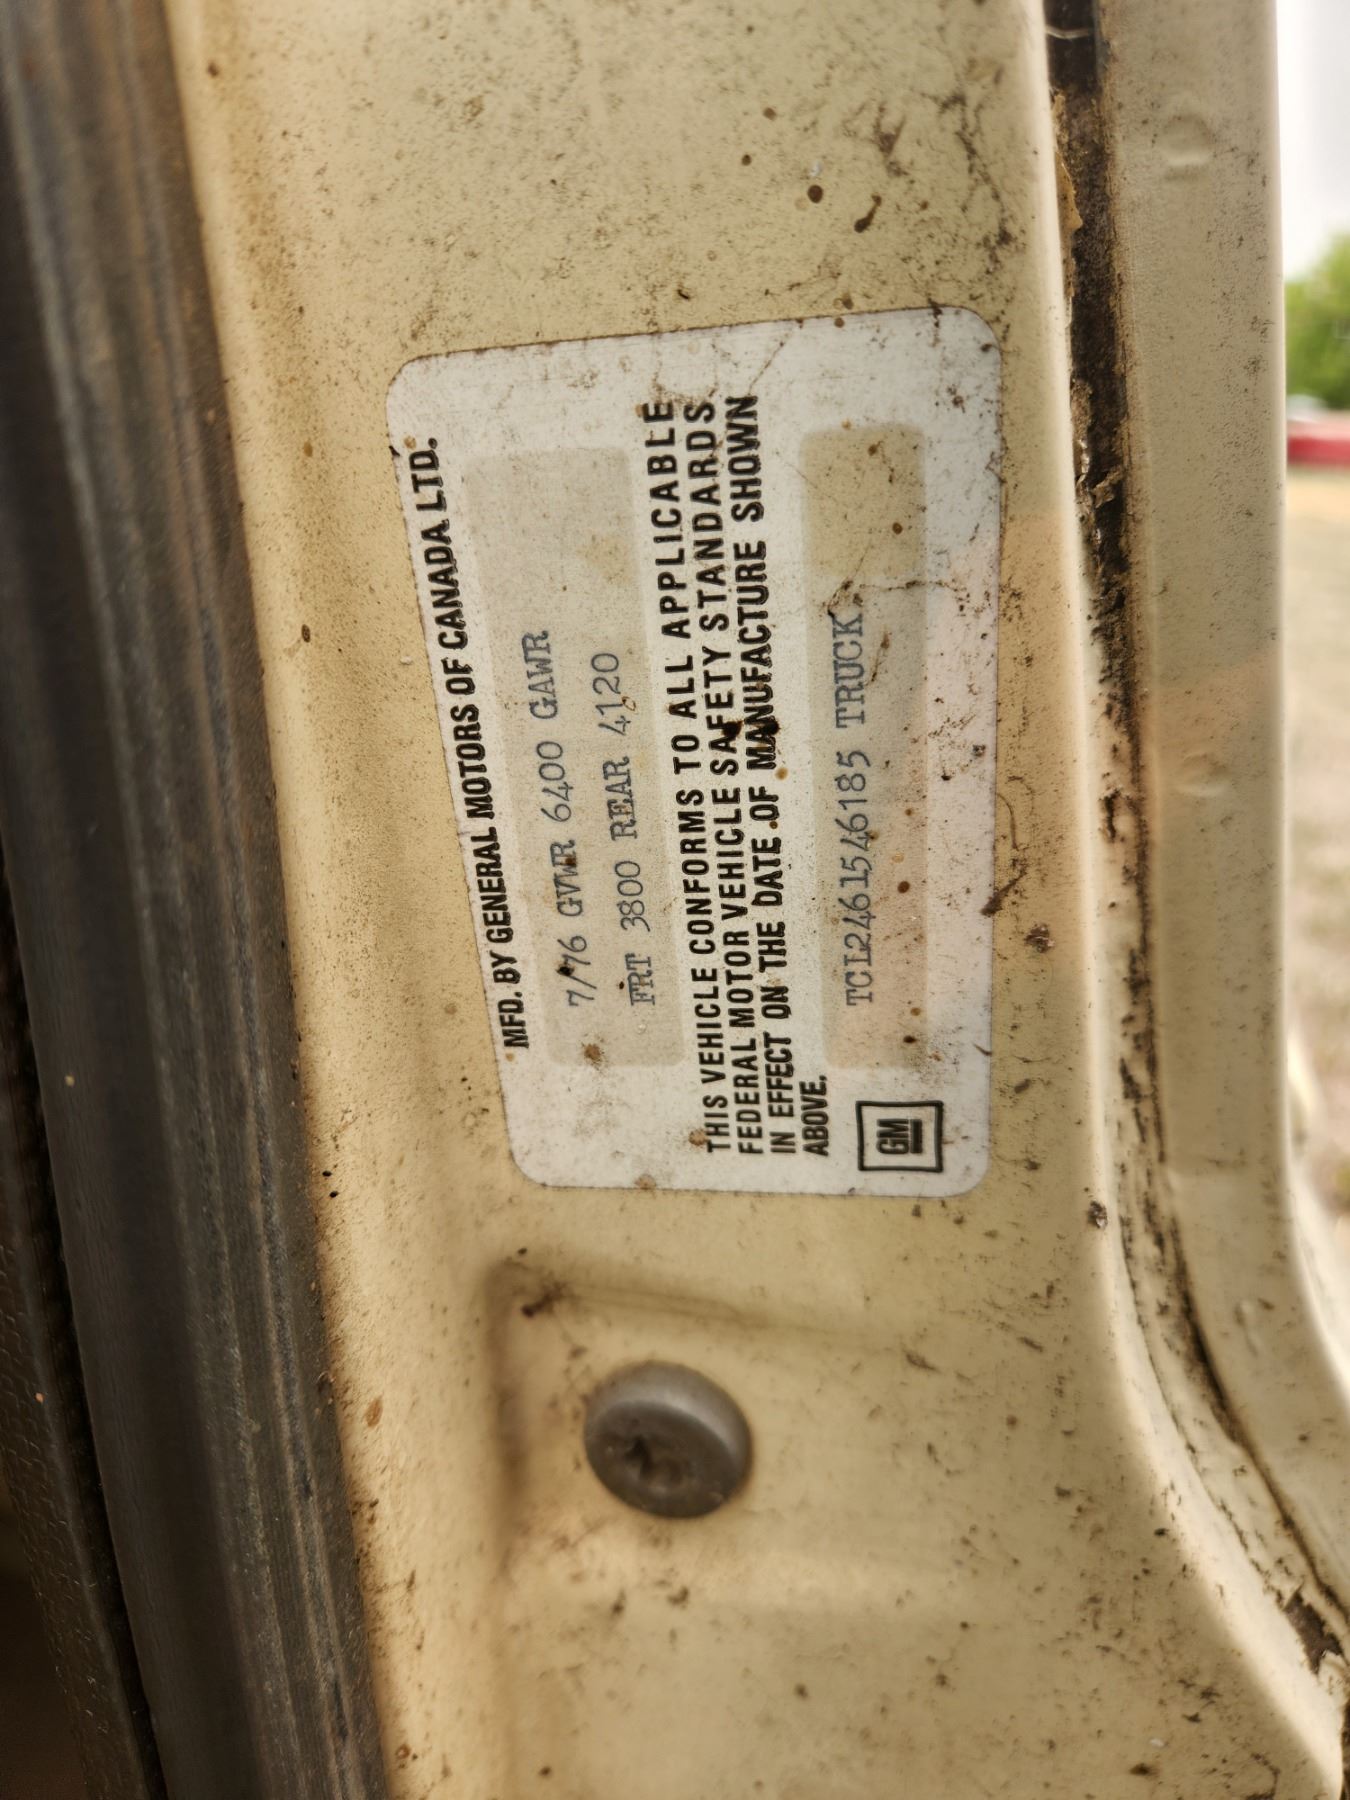 MFD. BY GENERAL MOTORS OF CANADA LTD.
7/76 GVWR 6400 GAWR
FRT 3800 REAR 4120
THIS VEHICLE CONFORMS TO ALL APPLICABLE
FEDERAL MOTOR VEHICLE SAFETY STANDARDS
IN EFFECT ON THE DATE OF MANUFACTURE SHOWN
ABOVE.
TCL2461546185 TRUCK
GM